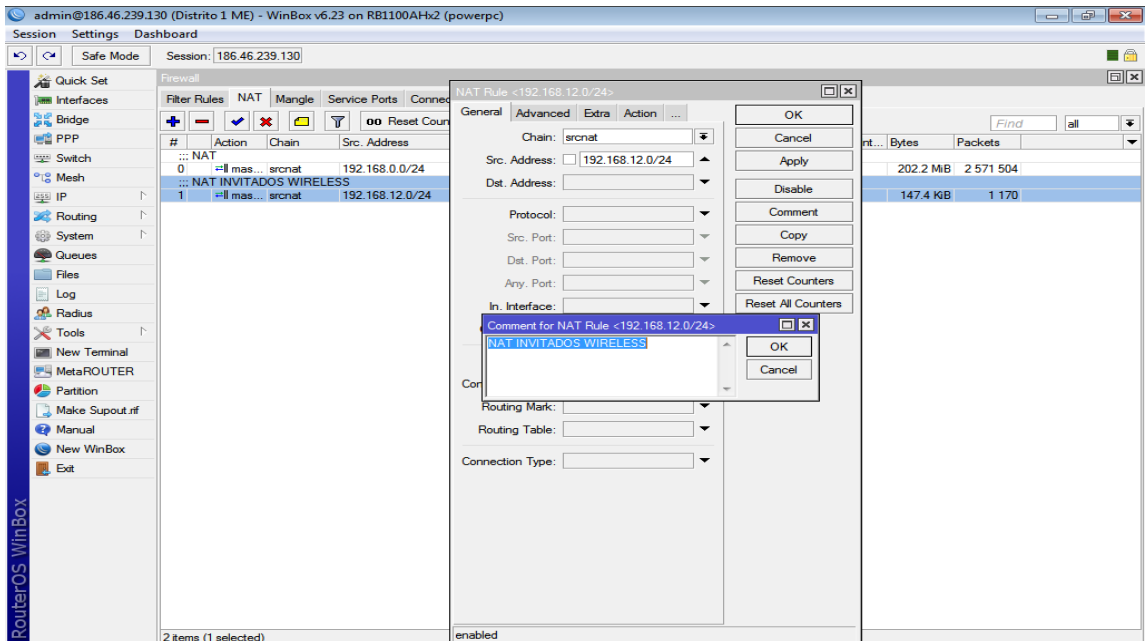 admin@186.46.239.130 (Distrito 1 ME) - WinBox v6.23 on RB1100AHx2 (powerpc)
Session Settings Dashboard
Safe Mode Session: 186.46.239.130
Quick Set
Interfaces
Bridge
PPP
Switch
Mesh
IP
Routing
System
Queues
Files
Log
Radius
Tools
New Terminal
MetaROUTER
Partition
Make Supout.rif
Manual
New WinBox
Exit
RouterOS WinBox
Firewall
Filter Rules NAT Mangle Service Ports Connec
00 Reset Coun
Find all
# Action Chain Src. Address nt... Bytes Packets
::: NAT
0 mas... srcnat 192.168.0.0/24 202.2 MiB 2 571 504
::: NAT INVITADOS WIRELESS
1 mas... srcnat 192.168.12.0/24 147.4 KiB 1 170
2 items (1 selected)
NAT Rule <192.168.12.0/24>
General Advanced Extra Action ...
Chain: srcnat
Src. Address: 192.168.12.0/24
Dst. Address:
Protocol:
Src. Port:
Dst. Port:
Any. Port:
In. Interface:
Con
Routing Mark:
Routing Table:
Connection Type:
enabled
OK
Cancel
Apply
Disable
Comment
Copy
Remove
Reset Counters
Reset All Counters
Comment for NAT Rule <192.168.12.0/24>
NAT INVITADOS WIRELESS
OK
Cancel